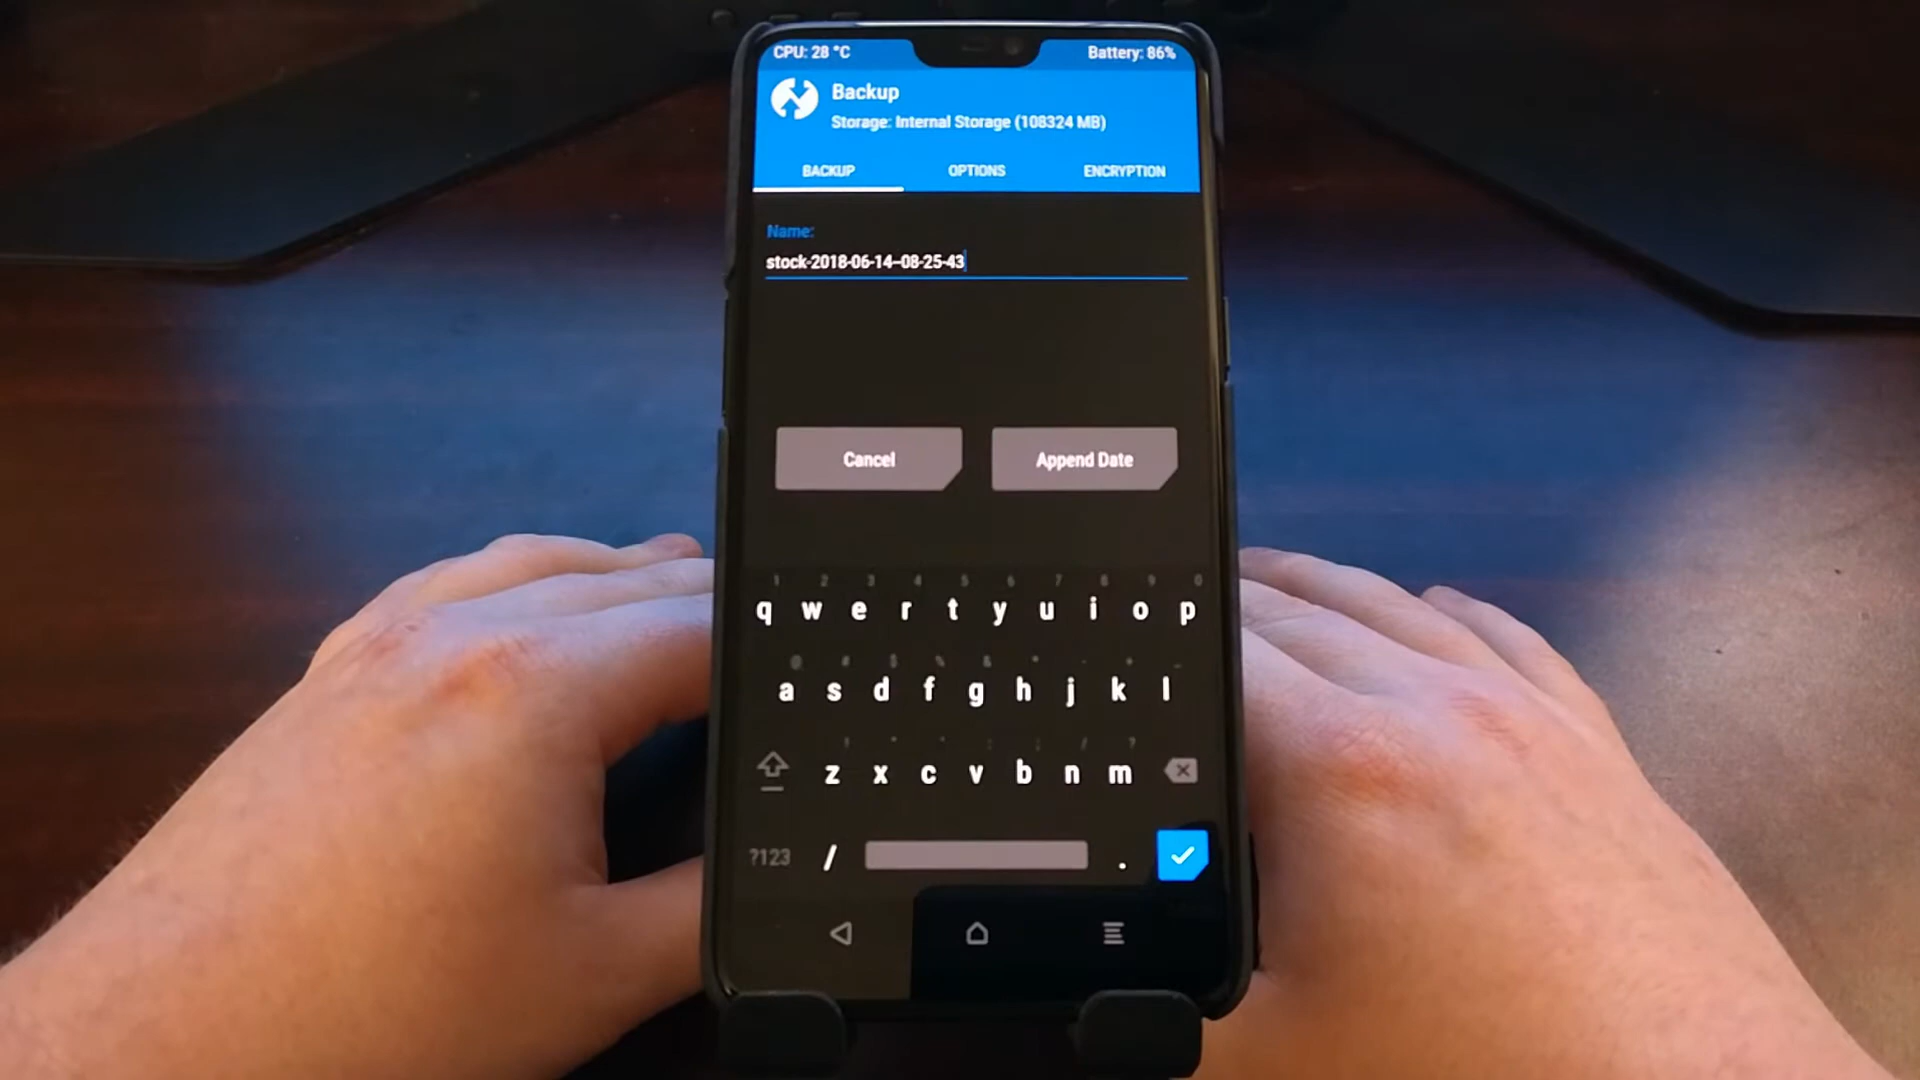 CPU: 28 °C
Battery: 86%
Backup
Storage: Internal Storage (108324 MB)
BACKUP OPTIONS ENCRYPTION
Name:
stock-2018-06-14--08-25-43
Cancel
Append Date
1 2 3 4 5 6 7 8 9 0
q w e r t y u i o p
@ # $ % & * - + _
a s d f g h j k l
! " ' : ; / ?
z x c v b n m
?123 / .